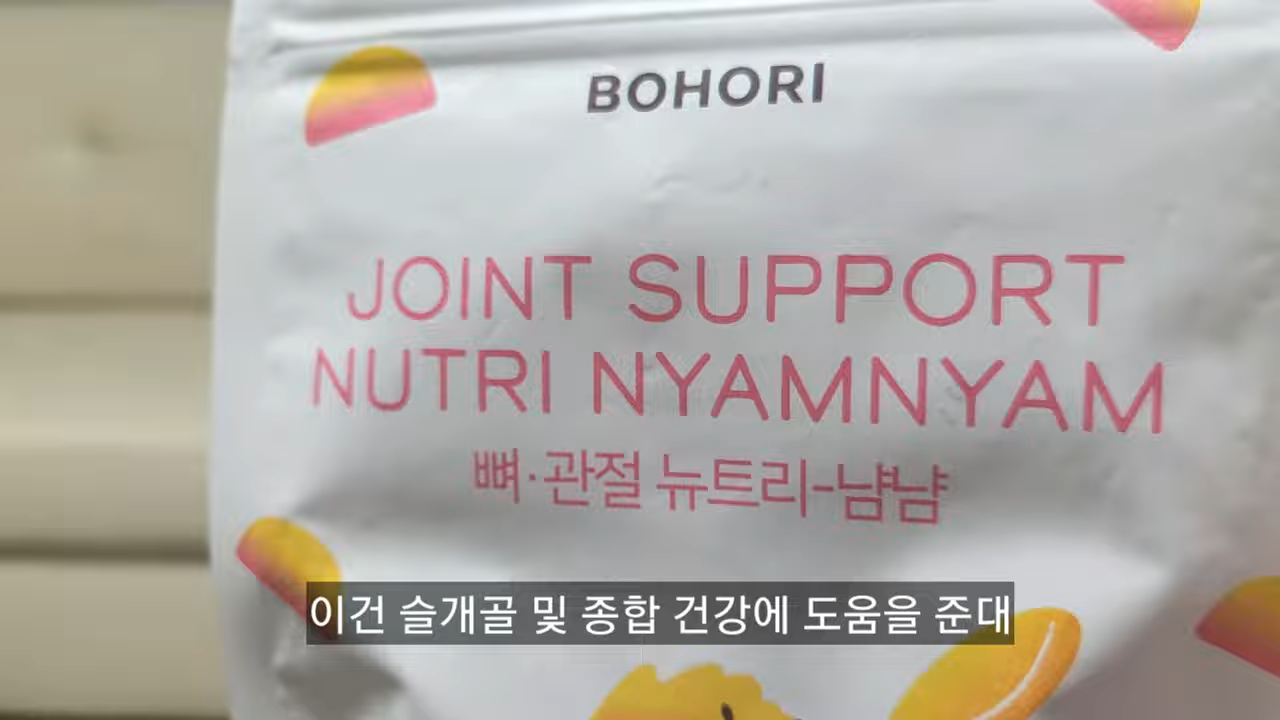 BOHORI
JOINT SUPPORT
NUTRI NYAMNYAM
뼈·관절 뉴트리-냠냠
이건 슬개골 및 종합 건강에 도움을 준대